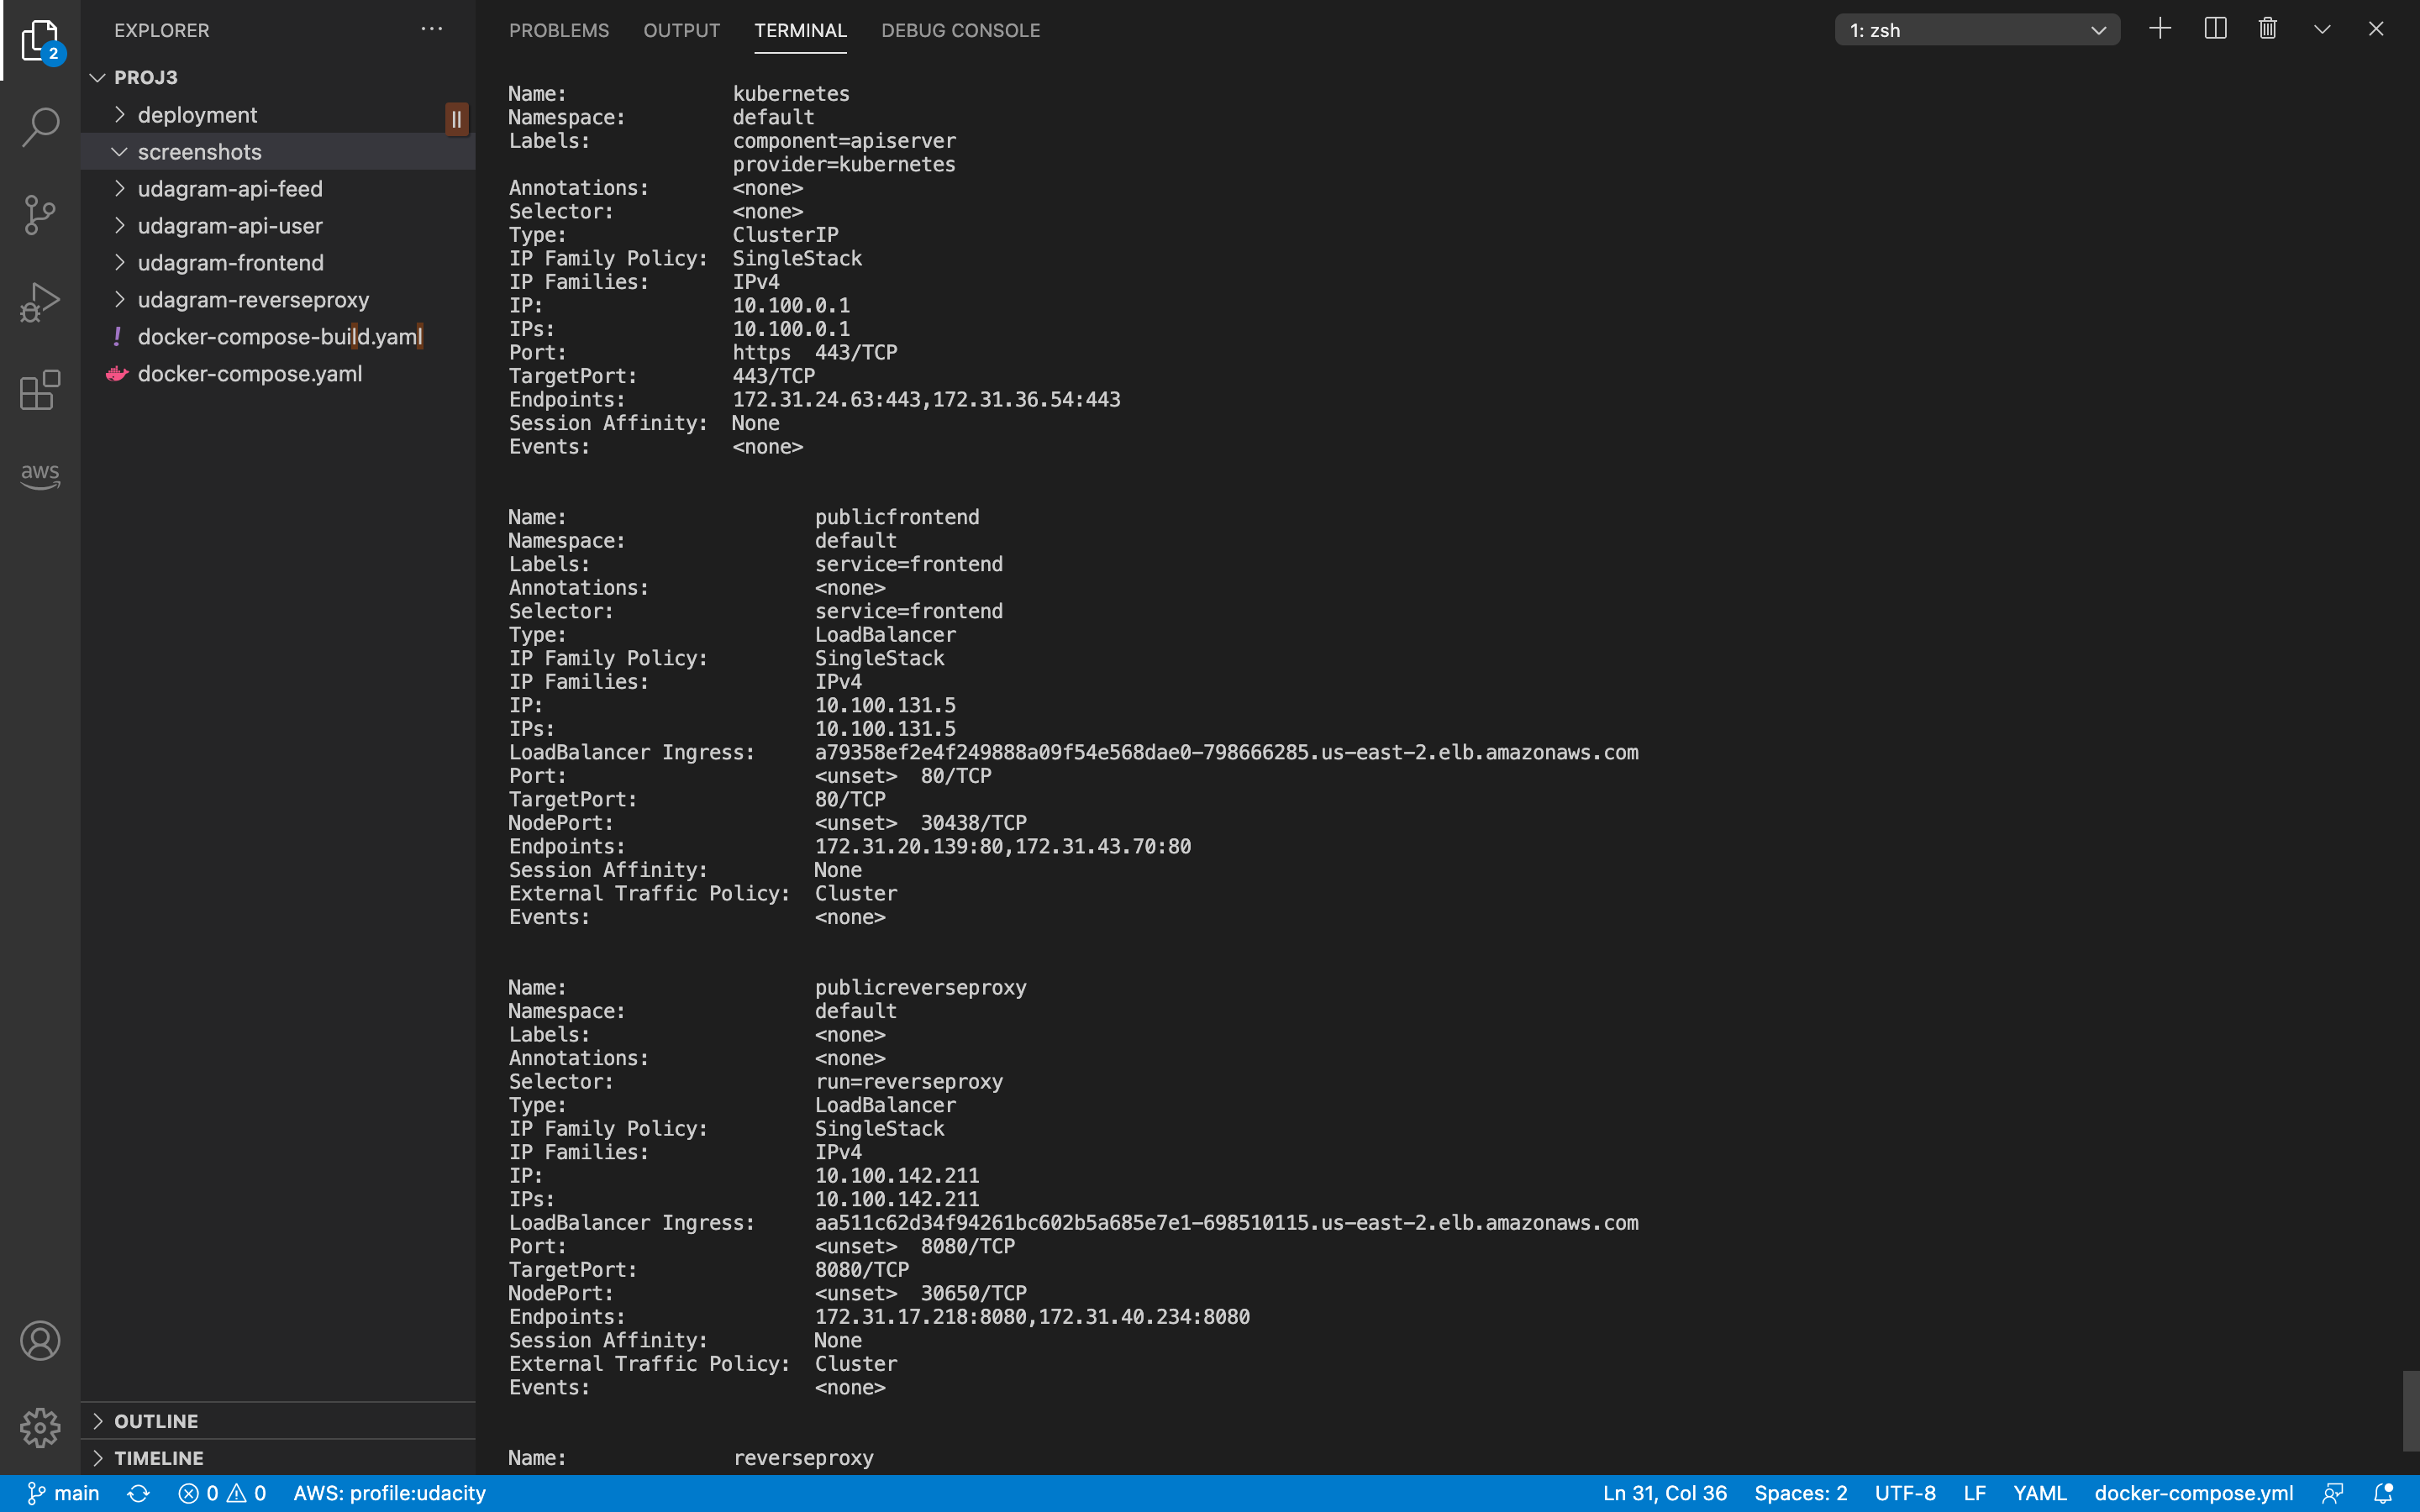 EXPLORER
PROBLEMS OUTPUT TERMINAL DEBUG CONSOLE 1: zsh
2
PROJ3
deployment
screenshots
udagram-api-feed
udagram-api-user
udagram-frontend
udagram-reverseproxy
! docker-compose-build.yaml
docker-compose.yaml
aws
OUTLINE
TIMELINE
Name: kubernetes
Namespace: default
Labels: component=apiserver
provider=kubernetes
Annotations: <none>
Selector: <none>
Type: ClusterIP
IP Family Policy: SingleStack
IP Families: IPv4
IP: 10.100.0.1
IPs: 10.100.0.1
Port: https 443/TCP
TargetPort: 443/TCP
Endpoints: 172.31.24.63:443,172.31.36.54:443
Session Affinity: None
Events: <none>
Name: publicfrontend
Namespace: default
Labels: service=frontend
Annotations: <none>
Selector: service=frontend
Type: LoadBalancer
IP Family Policy: SingleStack
IP Families: IPv4
IP: 10.100.131.5
IPs: 10.100.131.5
LoadBalancer Ingress: a79358ef2e4f249888a09f54e568dae0-798666285.us-east-2.elb.amazonaws.com
Port: <unset> 80/TCP
TargetPort: 80/TCP
NodePort: <unset> 30438/TCP
Endpoints: 172.31.20.139:80,172.31.43.70:80
Session Affinity: None
External Traffic Policy: Cluster
Events: <none>
Name: publicreverseproxy
Namespace: default
Labels: <none>
Annotations: <none>
Selector: run=reverseproxy
Type: LoadBalancer
IP Family Policy: SingleStack
IP Families: IPv4
IP: 10.100.142.211
IPs: 10.100.142.211
LoadBalancer Ingress: aa511c62d34f94261bc602b5a685e7e1-698510115.us-east-2.elb.amazonaws.com
Port: <unset> 8080/TCP
TargetPort: 8080/TCP
NodePort: <unset> 30650/TCP
Endpoints: 172.31.17.218:8080,172.31.40.234:8080
Session Affinity: None
External Traffic Policy: Cluster
Events: <none>
Name: reverseproxy
main 0 0 AWS: profile:udacity Ln 31, Col 36 Spaces: 2 UTF-8 LF YAML docker-compose.yml